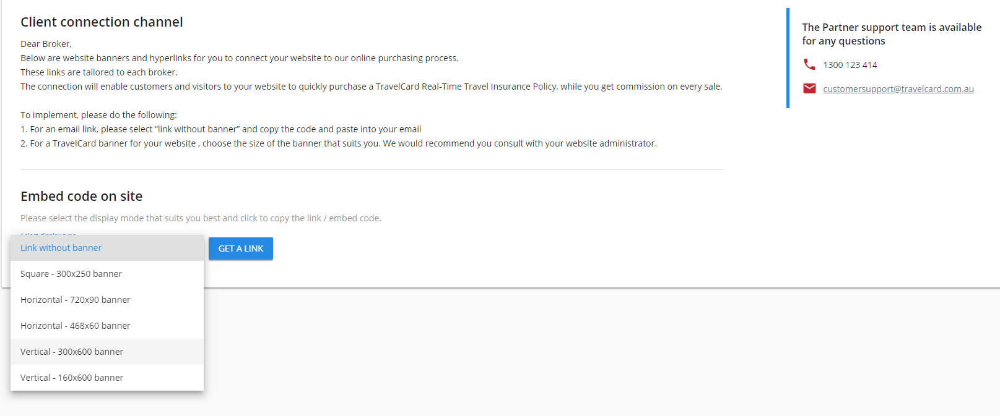 Client connection channel
Dear Broker,
Below are website banners and hyperlinks for you to connect your website to our online purchasing process.
These links are tailored to each broker.
The connection will enable customers and visitors to your website to quickly purchase a TravelCard Real-Time Travel Insurance Policy, while you get commission on every sale.
To implement, please do the following:
1. For an email link, please select “link without banner” and copy the code and paste into your email
2. For a TravelCard banner for your website , choose the size of the banner that suits you. We would recommend you consult with your website administrator.
Embed code on site
Please select the display mode that suits you best and click to copy the link / embed code.
Select display type
Link without banner
GET A LINK
Square - 300x250 banner
Horizontal - 720x90 banner
Horizontal - 468x60 banner
Vertical - 300x600 banner
Vertical - 160x600 banner
The Partner support team is available
for any questions
1300 123 414
customersupport@travelcard.com.au